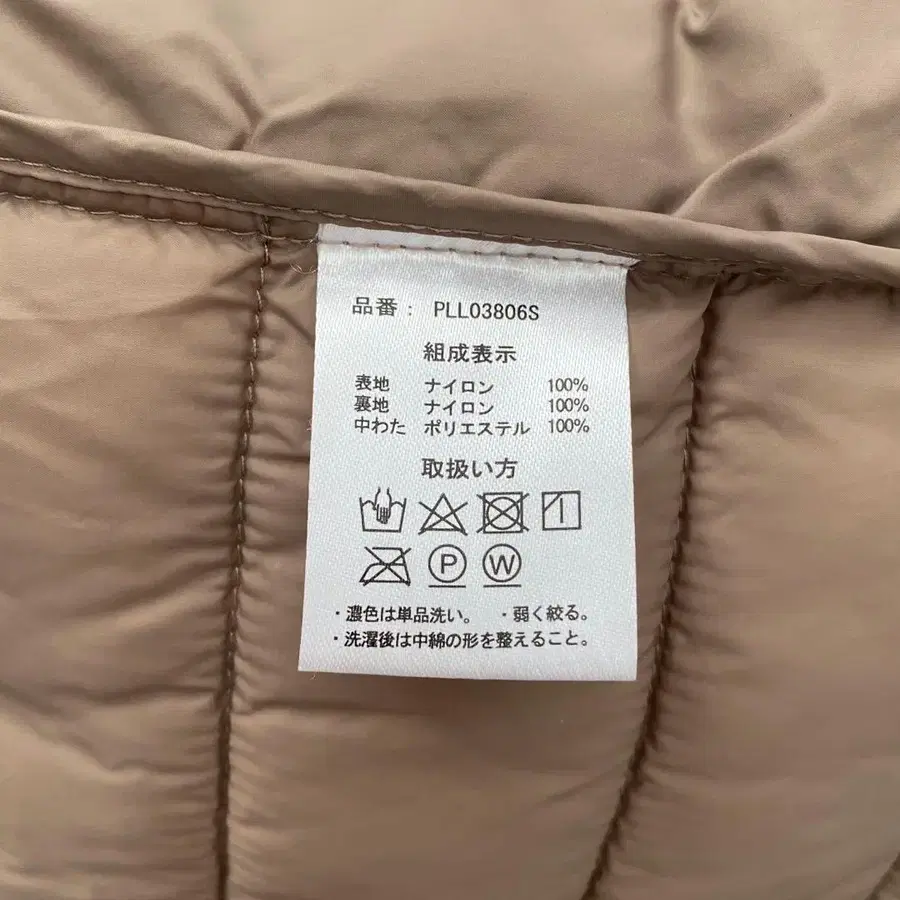 品番： PLL03806S
組成表示
表地 ナイロン 100%
裏地 ナイロン 100%
中わた ポリエステル 100%
取扱い方
P W
・濃色は単品洗い。 ・弱く絞る。
・洗濯後は中綿の形を整えること。